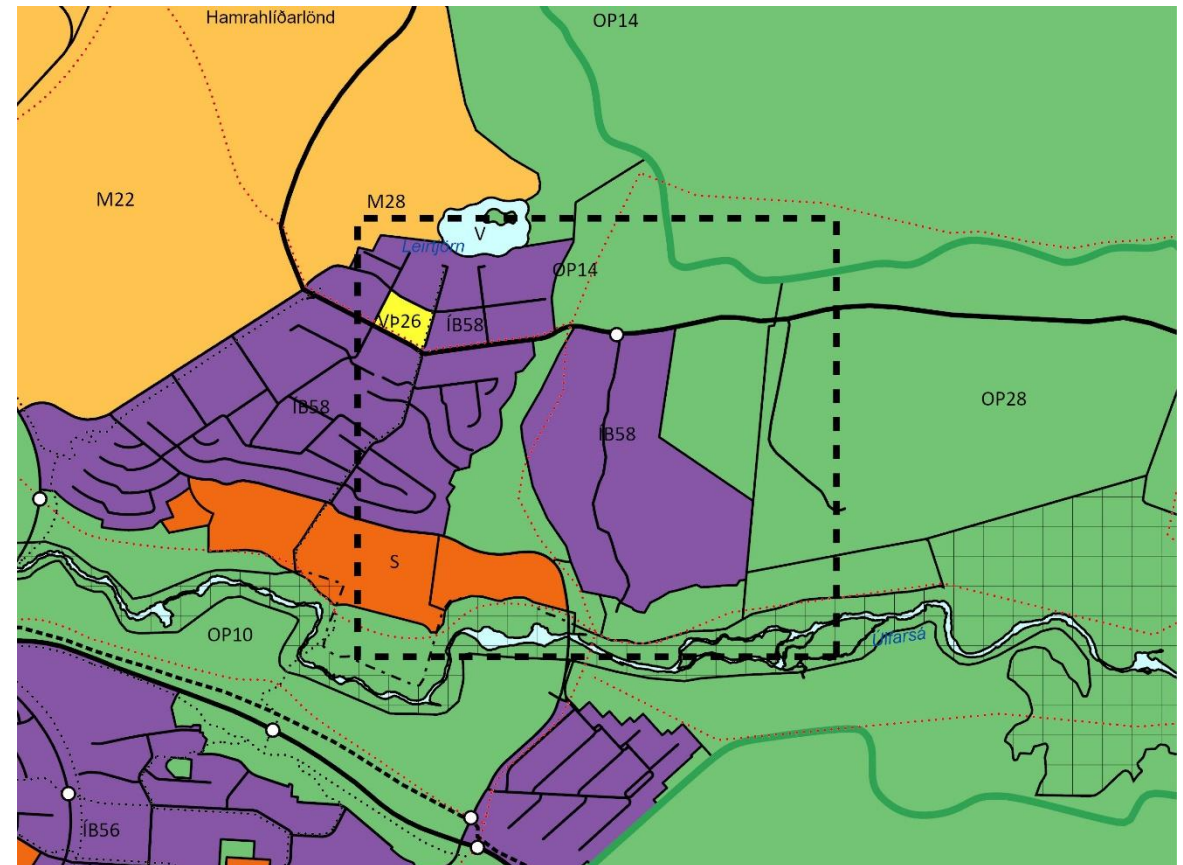 Hamrahlíðarlönd
OP14
M22
M28
V
Leirtjörn
OP14
VÞ26
ÍB58
OP28
ÍB58
ÍB58
S
OP10
Úlfarsá
ÍB56